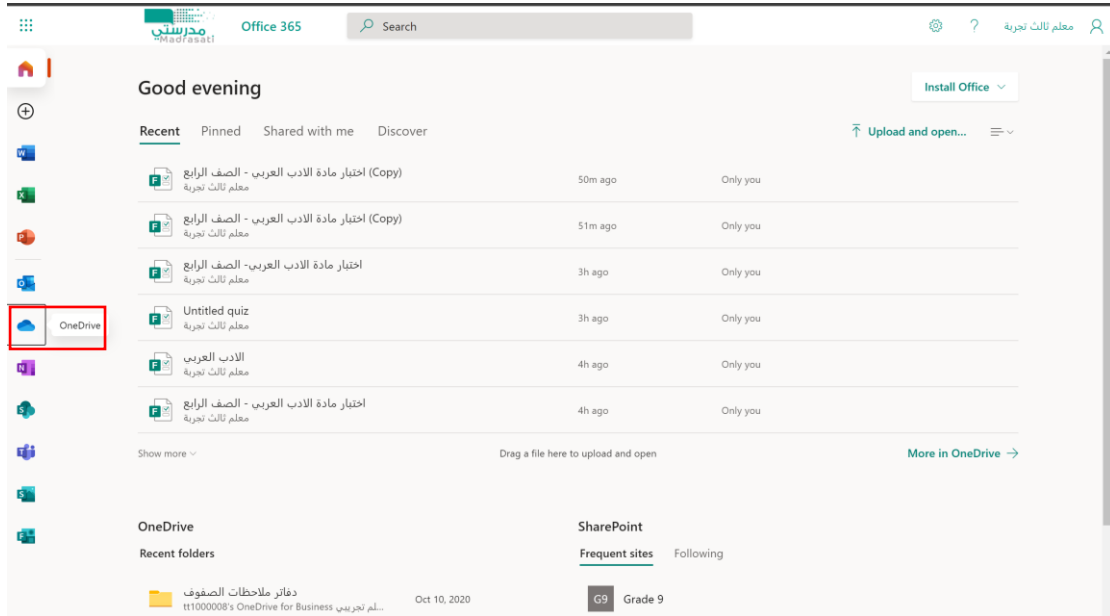 مدرستي
Madrasati
Office 365
Search
?
معلم ثالث تجربة
Good evening
Install Office
Recent
Pinned
Shared with me
Discover
Upload and open...
اختبار مادة الادب العربي - الصف الرابع (Copy)
معلم ثالث تجربة
50m ago
Only you
اختبار مادة الادب العربي - الصف الرابع (Copy)
معلم ثالث تجربة
51m ago
Only you
اختبار مادة الادب العربي- الصف الرابع
معلم ثالث تجربة
3h ago
Only you
Untitled quiz
معلم ثالث تجربة
3h ago
Only you
OneDrive
الادب العربي
معلم ثالث تجربة
4h ago
Only you
اختبار مادة الادب العربي - الصف الرابع
معلم ثالث تجربة
4h ago
Only you
Show more
Drag a file here to upload and open
More in OneDrive
OneDrive
Recent folders
دفاتر ملاحظات الصفوف
tt1000008's OneDrive for Business لم تجريبي...
Oct 10, 2020
SharePoint
Frequent sites
Following
G9
Grade 9